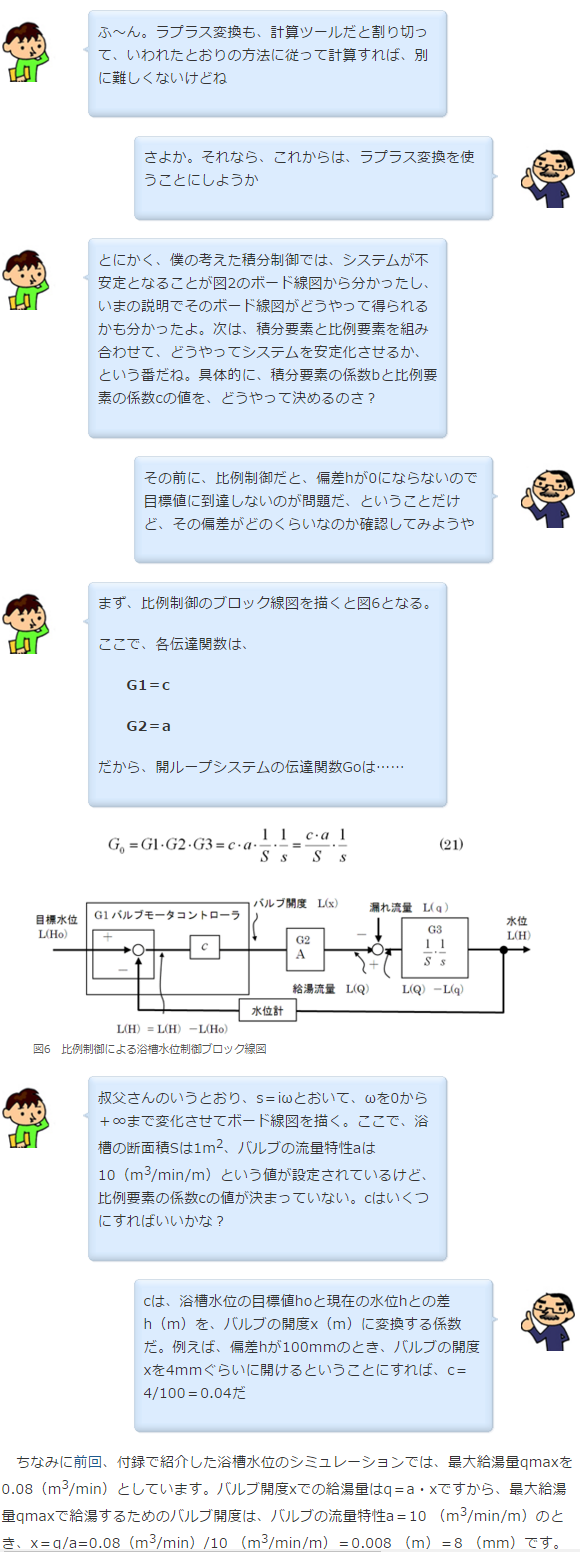 ふ～ん。ラプラス変換も、計算ツールだと割り切っ
て、いわれたとおりの方法に従って計算すれば、別
に難しくないけどね
さよか。それなら、これからは、ラプラス変換を使
うことにしようか
とにかく、僕の考えた積分制御では、システムが不
安定となることが図2のボード線図から分かったし、
いまの説明でそのボード線図がどうやって得られる
かも分かったよ。次は、積分要素と比例要素を組み
合わせて、どうやってシステムを安定化させるか、
という番だね。具体的に、積分要素の係数bと比例要
素の係数cの値を、どうやって決めるのさ？
その前に、比例制御だと、偏差hが0にならないので
目標値に到達しないのが問題だ、ということだけ
ど、その偏差がどのくらいなのか確認してみようや
まず、比例制御のブロック線図を描くと図6となる。
ここで、各伝達関数は、
G1＝c
G2＝a
だから、開ループシステムの伝達関数Goは……
G₀ = G1·G2·G3 = c·a·1/S·1/s = c·a/S·1/s (21)
目標水位
L(Ho)
G1 バルブモータコントローラ
＋
－
c
バルブ開度 L(x)
G2
A
漏れ流量 L(q)
－
＋
給湯流量 L(Q)
G3
1/S·1/s
L(Q) －L(q)
水位
L(H)
水位計
L(H) ＝L(H) －L(Ho)
図6 比例制御による浴槽水位制御ブロック線図
叔父さんのいうとおり、s＝iωとおいて、ωを0から
＋∞まで変化させてボード線図を描く。ここで、浴
槽の断面積Sは1m²、バルブの流量特性aは
10（m³/min/m）という値が設定されているけど、
比例要素の係数cの値が決まっていない。cはいくつ
にすればいいかな？
cは、浴槽水位の目標値hoと現在の水位hとの差
h（m）を、バルブの開度x（m）に変換する係数
だ。例えば、偏差hが100mmのとき、バルブの開度
xを4mmぐらいに開けるということにすれば、c＝
4/100＝0.04だ
ちなみに前回、付録で紹介した浴槽水位のシミュレーションでは、最大給湯量qmaxを
0.08（m³/min）としています。バルブ開度xでの給湯量はq＝a・xですから、最大給湯
量qmaxで給湯するためのバルブ開度は、バルブの流量特性a＝10 （m³/min/m）のと
き、x＝q/a=0.08（m³/min）/10 （m³/min/m）＝0.008 （m）＝8 （mm）です。